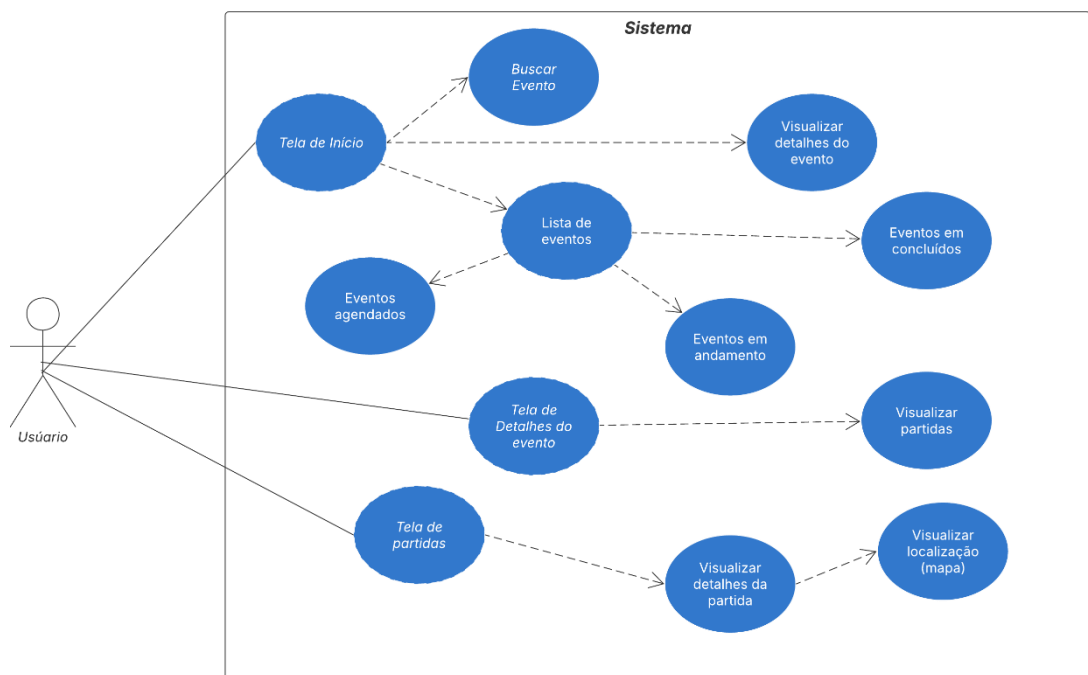 Sistema
Buscar
Evento
Tela de Início
Visualizar
detalhes do
evento
Lista de
eventos
Eventos em
concluídos
Eventos
agendados
Eventos em
andamento
Usúario
Tela de
Detalhes do
evento
Visualizar
partidas
Tela de
partidas
Visualizar
detalhes da
partida
Visualizar
localização
(mapa)